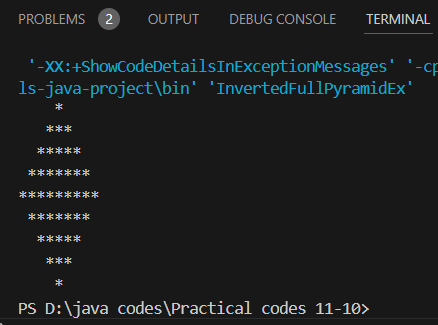 PROBLEMS 2 OUTPUT DEBUG CONSOLE TERMINAL
 '-XX:+ShowCodeDetailsInExceptionMessages' '-cp
ls-java-project\bin' 'InvertedFullPyramidEx'
    *
   ***
  *****
 *******
*********
 *******
  *****
   ***
    *
PS D:\java codes\Practical codes 11-10>